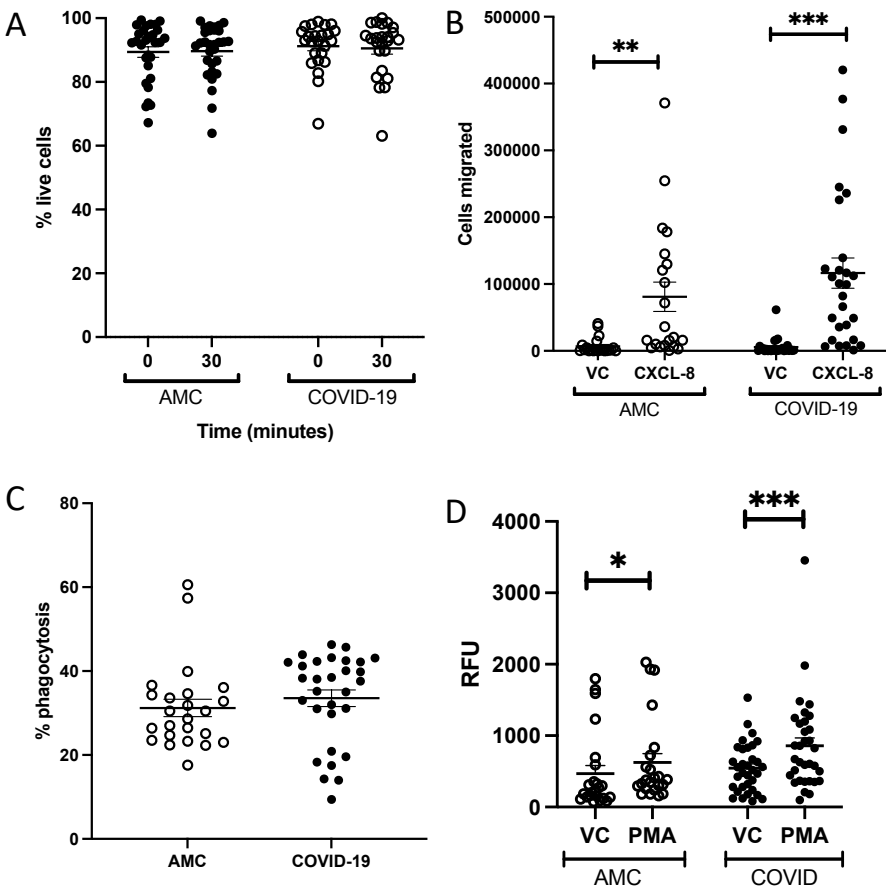 A
100
80
60
40
20
0
% live cells
0 30 0 30
AMC COVID-19
Time (minutes)
B
500000
400000
300000
200000
100000
0
Cells migrated
** ***
VC CXCL-8 VC CXCL-8
AMC COVID-19
C
80
60
40
20
0
% phagocytosis
AMC COVID-19
D
4000
3000
2000
1000
0
RFU
* ***
VC PMA VC PMA
AMC COVID